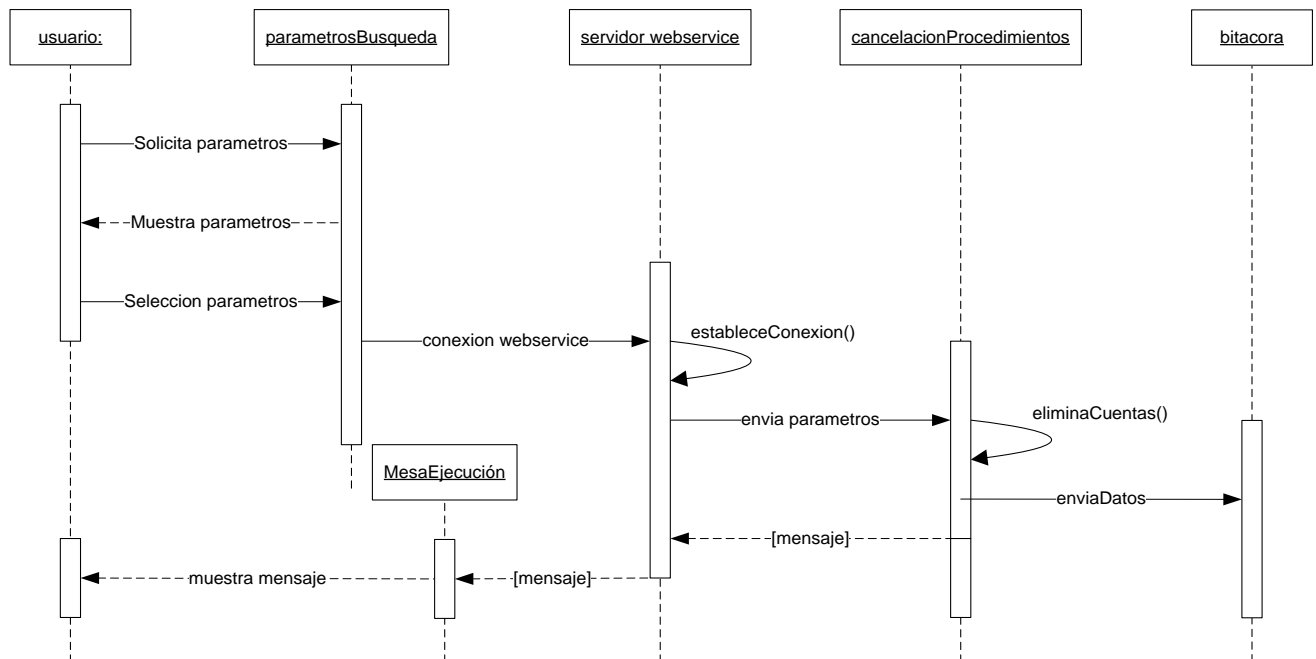 usuario:
parametrosBusqueda
servidor webservice
cancelacionProcedimientos
bitacora
Solicita parametros
Muestra parametros
Seleccion parametros
conexion webservice
estableceConexion()
envia parametros
eliminaCuentas()
MesaEjecución
enviaDatos
[mensaje]
[mensaje]
muestra mensaje